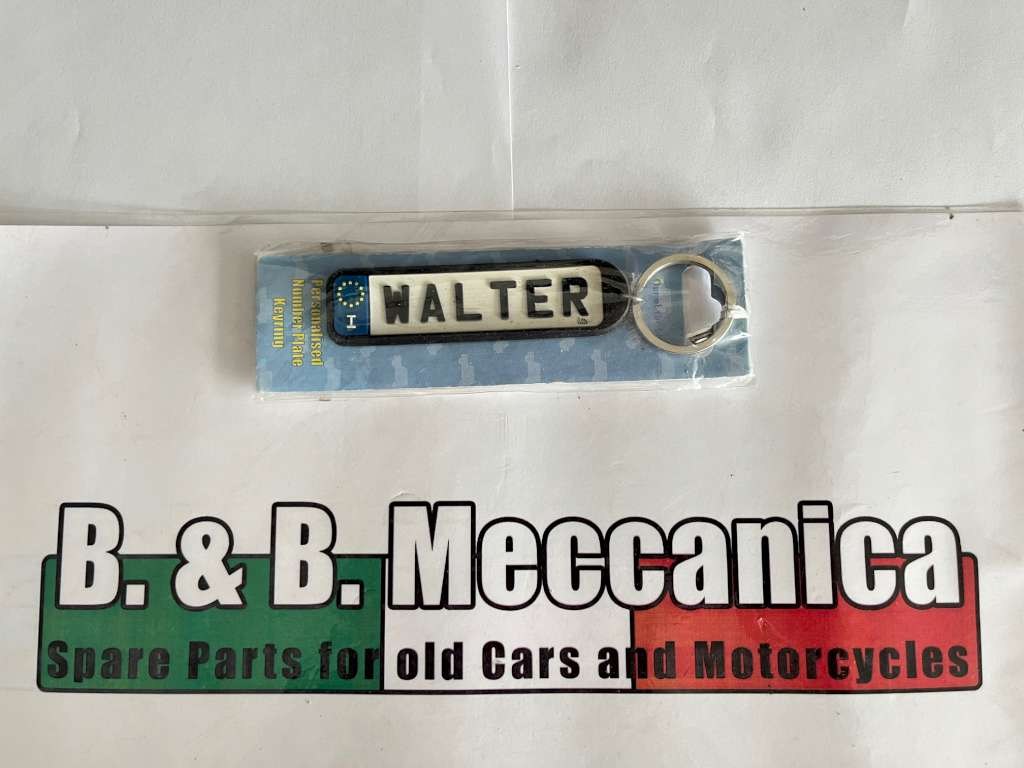 Personalised
Number Plate
Keyring
I
WALTER
B. & B. Meccanica
Spare Parts for old Cars and Motorcycles